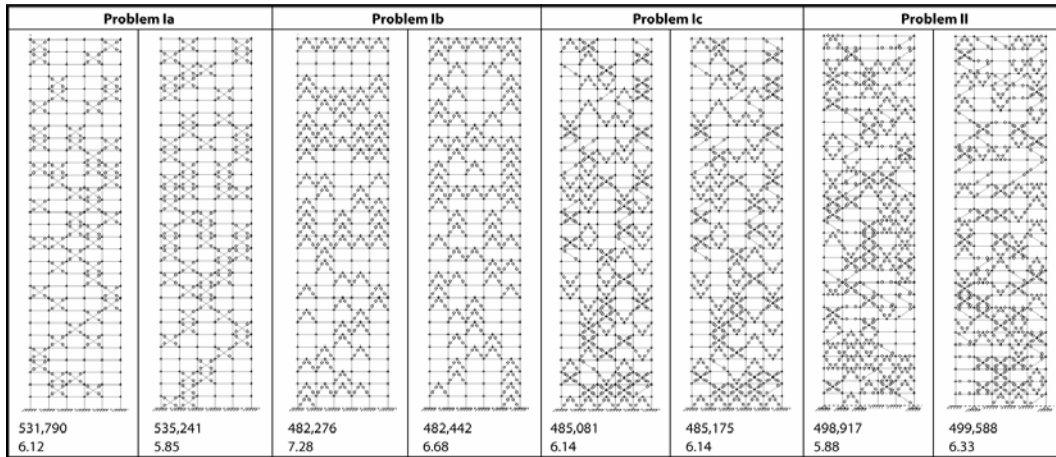 Problem Ia Problem Ib Problem Ic Problem II
531,790 535,241 482,276 482,442 485,081 485,175 498,917 499,588
6.12 5.85 7.28 6.68 6.14 6.14 5.88 6.33